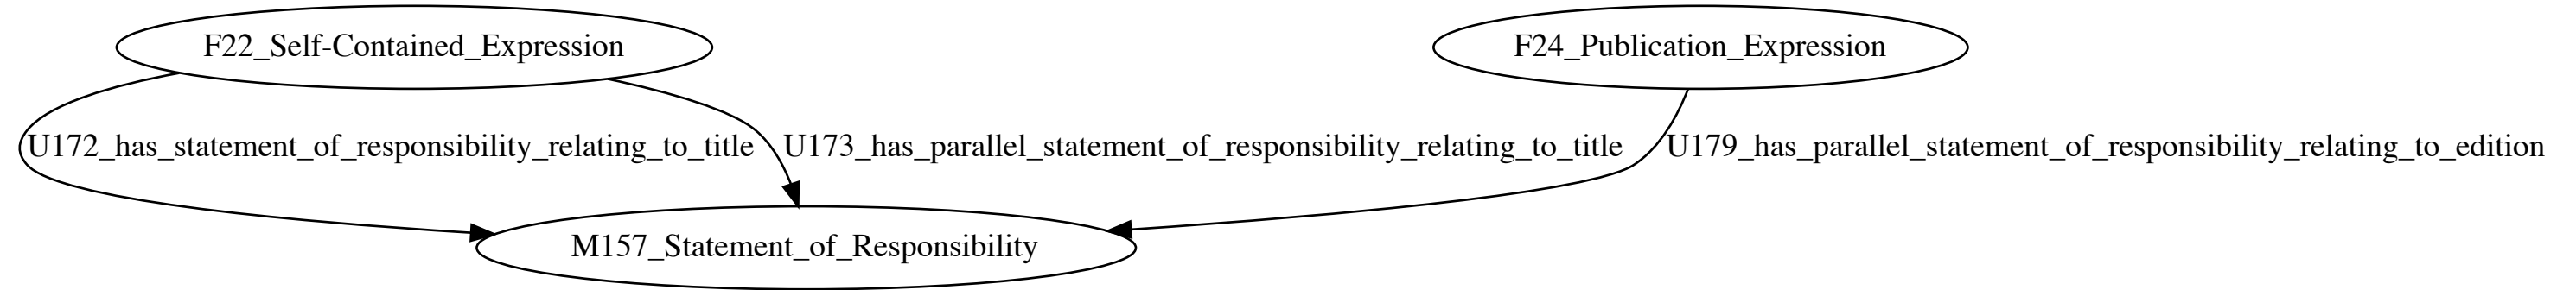 F22_Self-Contained_Expression
F24_Publication_Expression
U172_has_statement_of_responsibility_relating_to_title
U173_has_parallel_statement_of_responsibility_relating_to_title
U179_has_parallel_statement_of_responsibility_relating_to_edition
M157_Statement_of_Responsibility